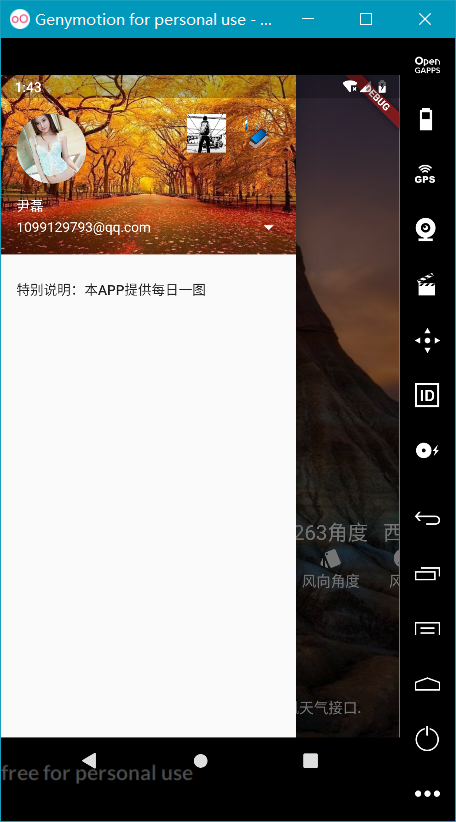 Genymotion for personal use - ...
Open
GAPPS
1:43
DEBUG
GPS
尹磊
1099129793@qq.com
特别说明：本APP提供每日一图
ID
263角度 西
风向角度 风
天气接口.
free for personal use